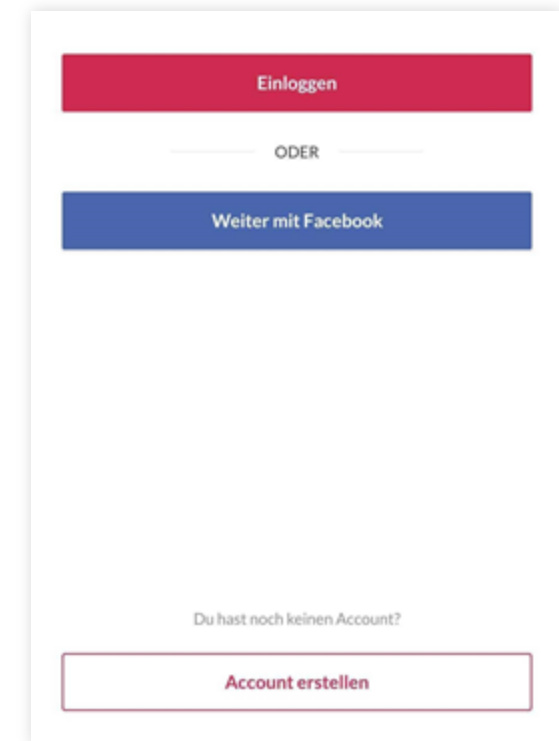 Einloggen
ODER
Weiter mit Facebook
Du hast noch keinen Account?
Account erstellen